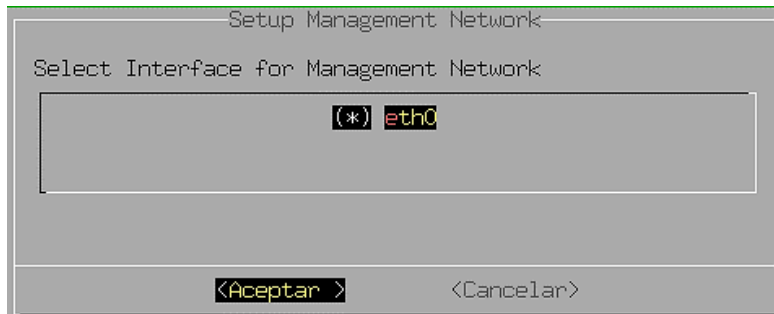 Setup Management Network
Select Interface for Management Network
(*) eth0
<Aceptar > <Cancelar>